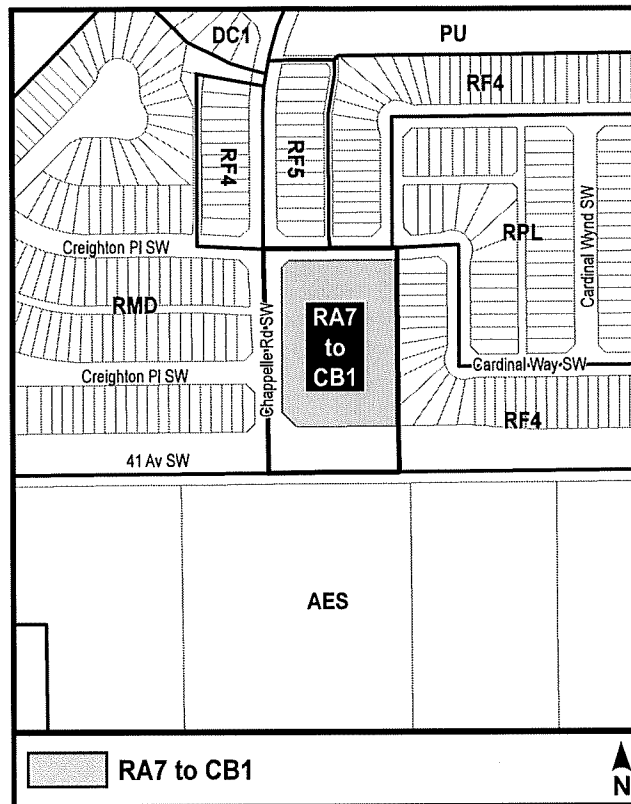 DC1
PU
RF4
RF4
RF5
RPL
Cardinal Wynd SW
Creighton Pl SW
RMD
Chappelle Rd SW
RA7
to
CB1
Cardinal Way SW
Creighton Pl SW
RF4
41 Av SW
AES
RA7 to CB1
N